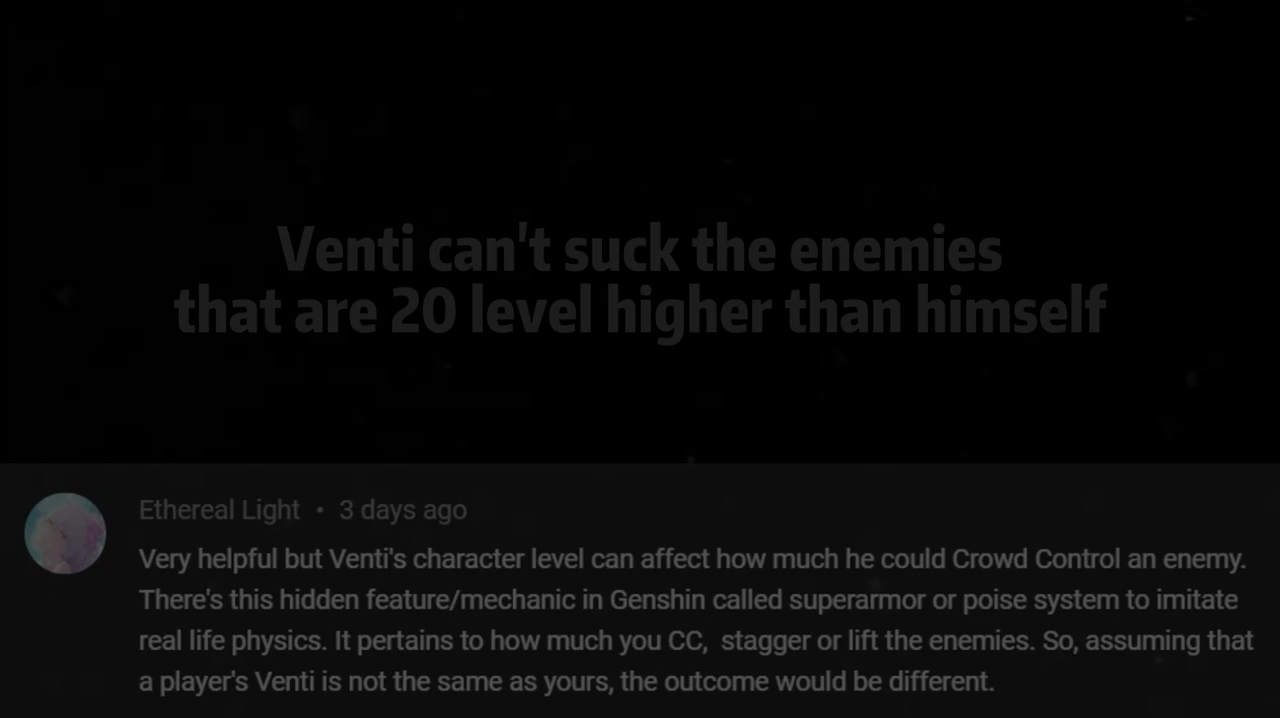 Venti can't suck the enemies
that are 20 level higher than himself
Ethereal Light • 3 days ago
Very helpful but Venti's character level can affect how much he could Crowd Control an enemy.
There's this hidden feature/mechanic in Genshin called superarmor or poise system to imitate
real life physics. It pertains to how much you CC,  stagger or lift the enemies. So, assuming that
a player's Venti is not the same as yours, the outcome would be different.